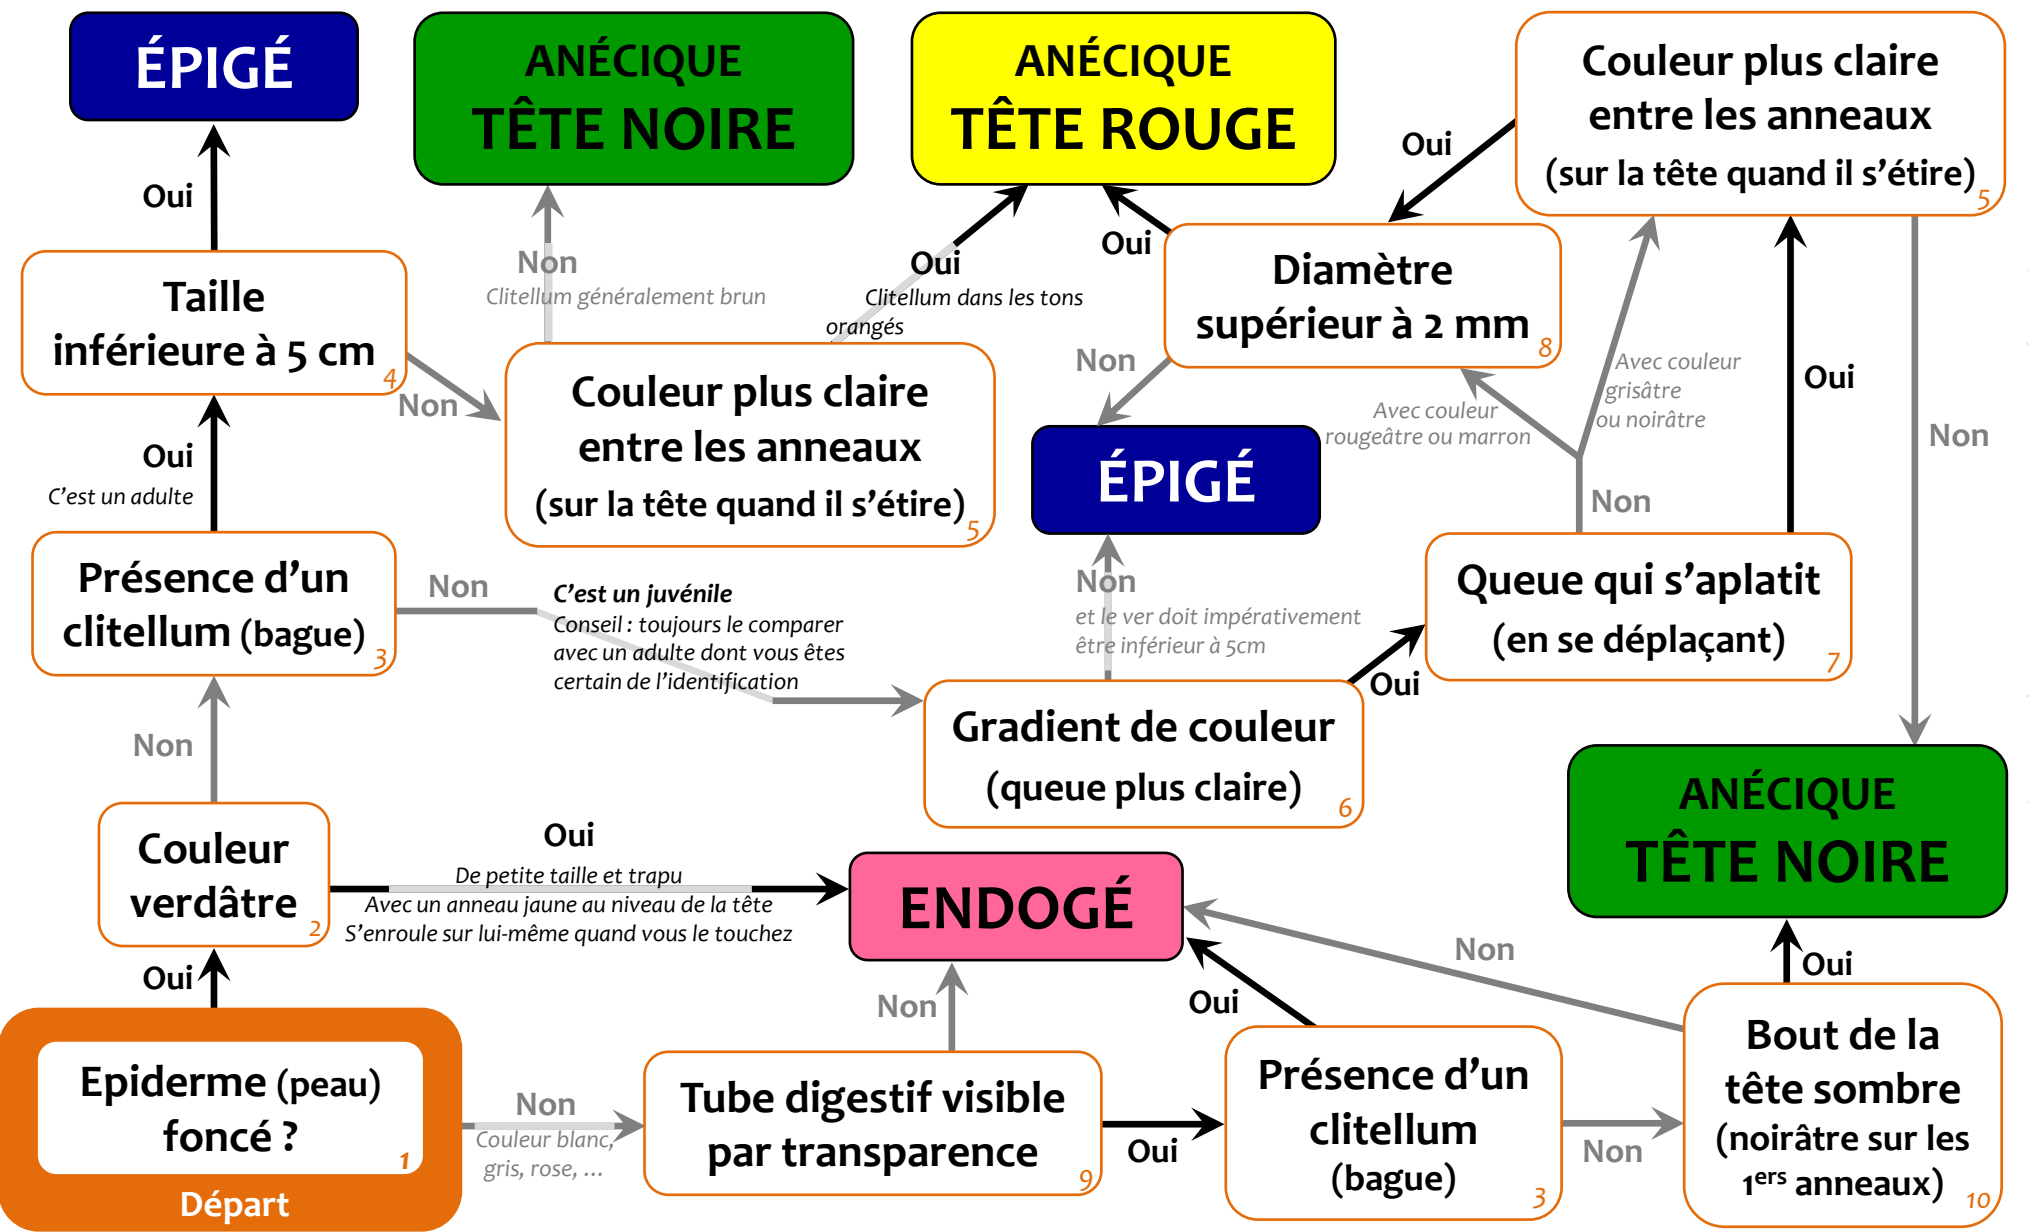 ÉPIGÉ
ANÉCIQUE
TÊTE NOIRE
ANÉCIQUE
TÊTE ROUGE
Couleur plus claire
entre les anneaux
(sur la tête quand il s’étire)
5
Oui
Oui
Non
Clitellum généralement brun
Oui
Clitellum dans les tons
orangés
Oui
Diamètre
supérieur à 2 mm
8
Taille
inférieure à 5 cm
4
Non
Non
Avec couleur
grisâtre
ou noirâtre
Oui
Couleur plus claire
entre les anneaux
(sur la tête quand il s’étire)
5
Avec couleur
rougeâtre ou marron
Non
Oui
C’est un adulte
ÉPIGÉ
Non
Présence d’un
clitellum (bague)
3
Non
C’est un juvénile
Conseil : toujours le comparer
avec un adulte dont vous êtes
certain de l’identification
Non
et le ver doit impérativement
être inférieur à 5cm
Queue qui s’aplatit
(en se déplaçant)
7
Oui
Non
Gradient de couleur
(queue plus claire)
6
ANÉCIQUE
TÊTE NOIRE
Couleur
verdâtre
2
Oui
De petite taille et trapu
Avec un anneau jaune au niveau de la tête
S’enroule sur lui-même quand vous le touchez
ENDOGÉ
Non
Oui
Oui
Non
Oui
Epiderme (peau)
foncé ?
1
Départ
Non
Couleur blanc,
gris, rose, ...
Tube digestif visible
par transparence
9
Oui
Présence d’un
clitellum
(bague)
3
Non
Bout de la
tête sombre
(noirâtre sur les
1ers anneaux)
10